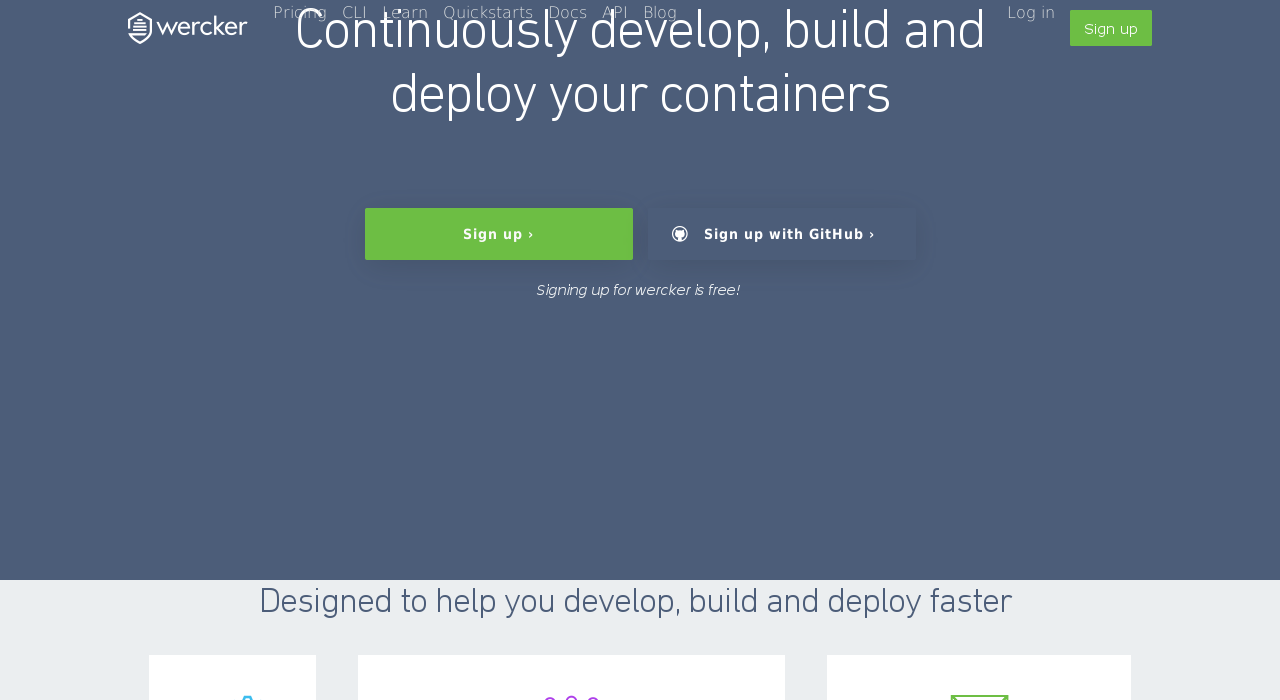 wercker
Pricing CLI Learn Quickstarts Docs API Blog
Log in
Sign up
Continuously develop, build and
deploy your containers
Sign up ›
Sign up with GitHub ›
Signing up for wercker is free!
Designed to help you develop, build and deploy faster